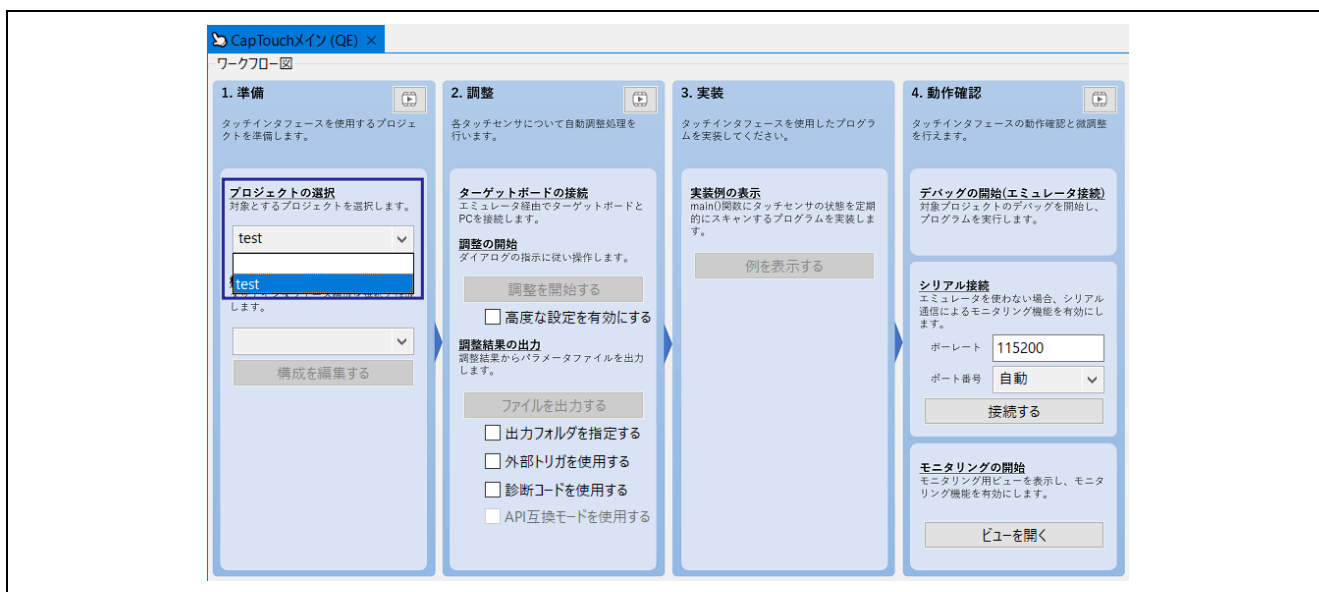 CapTouchメイン (QE) ×
ワークフロー図
1. 準備
タッチインタフェースを使用するプロジェ
クトを準備します。
プロジェクトの選択
対象とするプロジェクトを選択します。
test
test
します。
構成を編集する
2. 調整
各タッチセンサについて自動調整処理を
行います。
ターゲットボードの接続
エミュレータ経由でターゲットボードと
PCを接続します。
調整の開始
ダイアログの指示に従い操作します。
調整を開始する
高度な設定を有効にする
調整結果の出力
調整結果からパラメータファイルを出力
します。
ファイルを出力する
出力フォルダを指定する
外部トリガを使用する
診断コードを使用する
API互換モードを使用する
3. 実装
タッチインタフェースを使用したプログラ
ムを実装してください。
実装例の表示
main()関数にタッチセンサの状態を定期
的にスキャンするプログラムを実装しま
す。
例を表示する
4. 動作確認
タッチインタフェースの動作確認と微調整
を行えます。
デバッグの開始(エミュレータ接続)
対象プロジェクトのデバッグを開始し、
プログラムを実行します。
シリアル接続
エミュレータを使わない場合、シリアル
通信によるモニタリング機能を有効にし
ます。
ボーレート 115200
ポート番号 自動
接続する
モニタリングの開始
モニタリング用ビューを表示し、モニタ
リング機能を有効にします。
ビューを開く